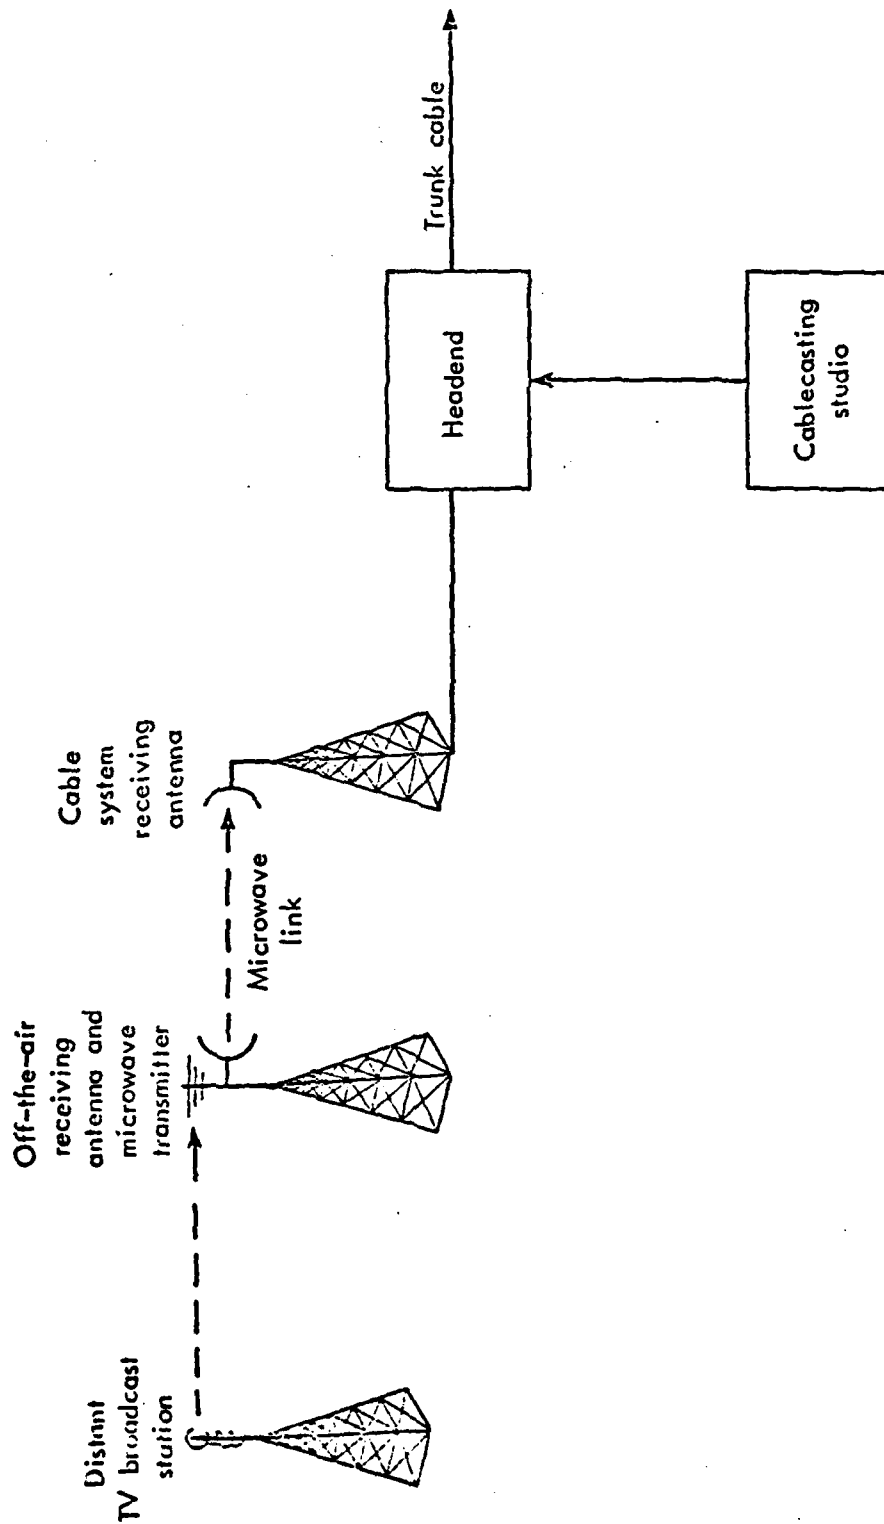 Distant
TV broadcast
station
Off-the-air
receiving
antenna and
microwave
transmitter
Microwave
link
Cable
system
receiving
antenna
Headend
Trunk cable
Cablecasting
studio